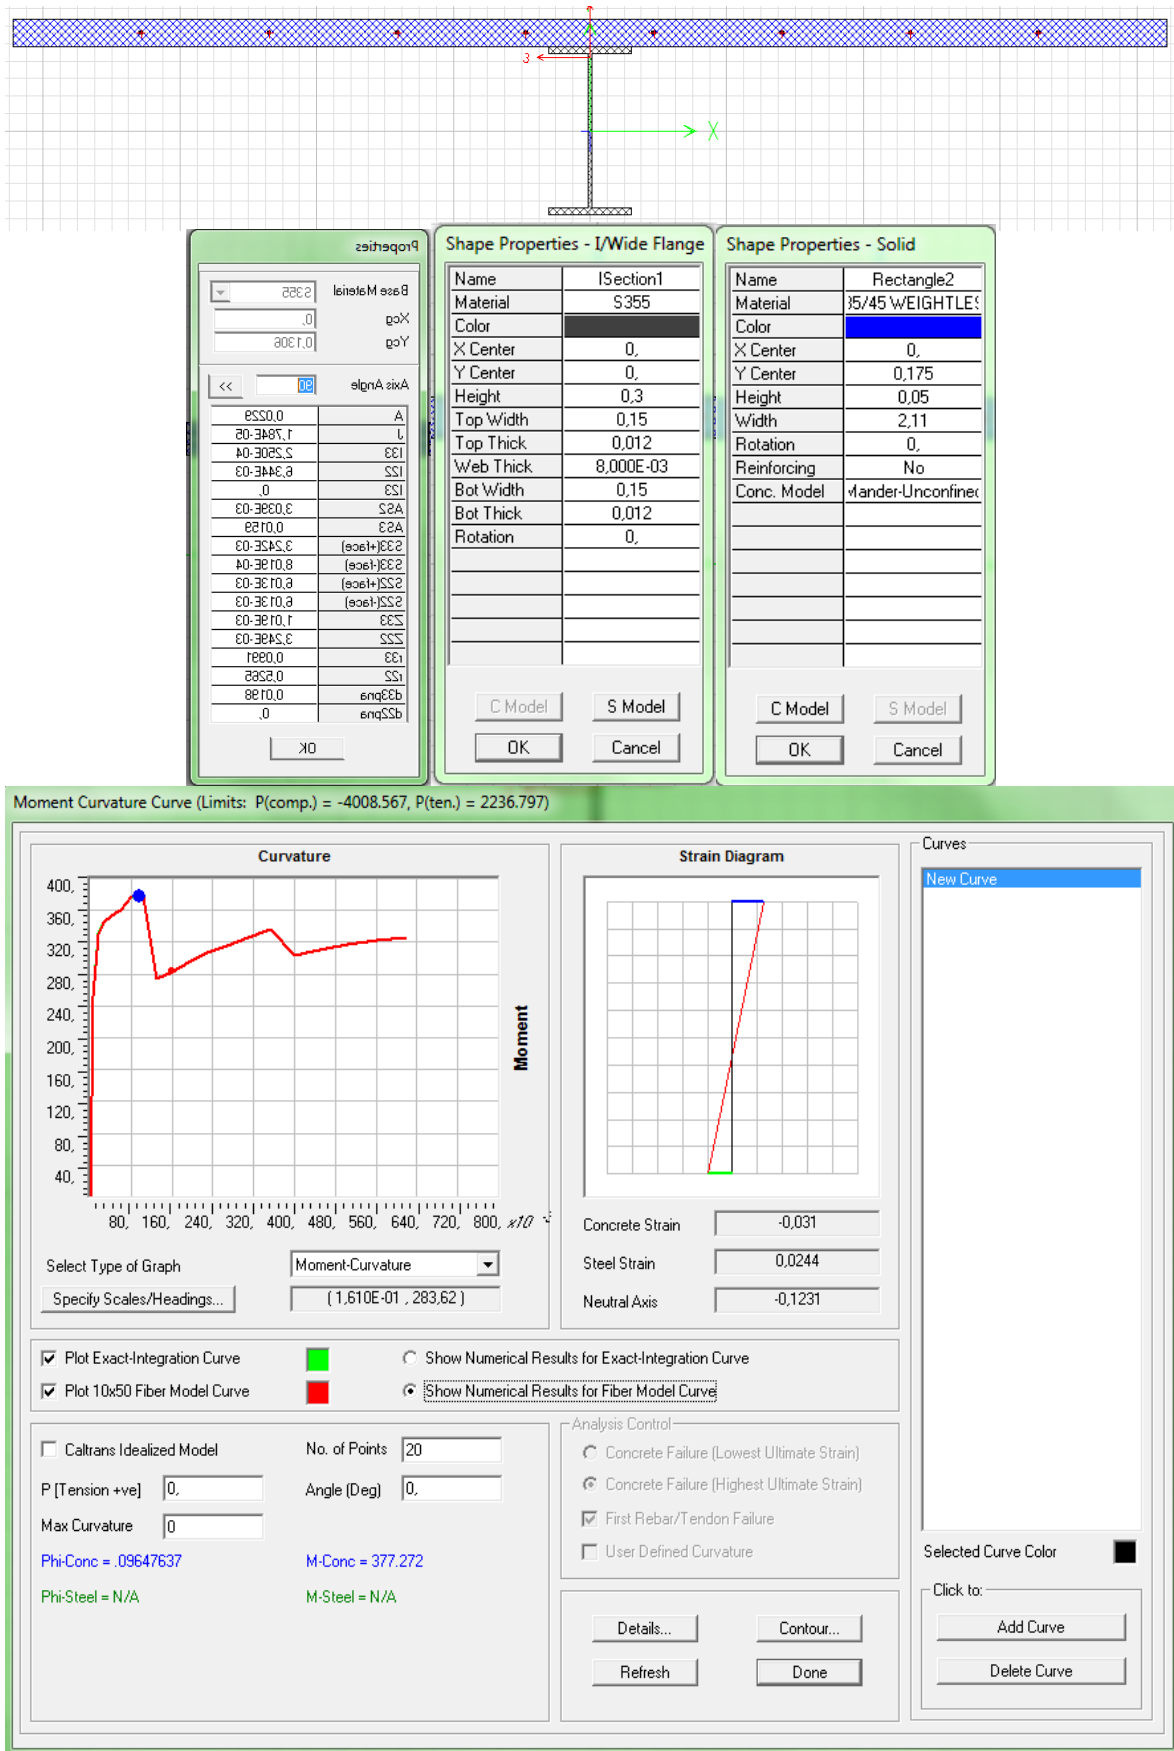 3
X
Properties
Base Material S355
Xcg 0,
Ycg 0,1306
Axis Angle 90 >>
A 0,0229
J 1,784E-05
I33 2,250E-04
I22 6,344E-03
I23 0,
AS2 3,039E-03
AS3 0,0159
S33(+face) 3,242E-03
S33(-face) 8,019E-04
S22(+face) 6,013E-03
S22(-face) 6,013E-03
Z33 1,019E-03
Z22 3,249E-03
r33 0,0991
r22 0,5265
d33pna 0,0198
d22pna 0,
OK
Shape Properties - I/Wide Flange
Name ISection1
Material S355
Color
X Center 0,
Y Center 0,
Height 0,3
Top Width 0,15
Top Thick 0,012
Web Thick 8,000E-03
Bot Width 0,15
Bot Thick 0,012
Rotation 0,
C Model S Model
OK Cancel
Shape Properties - Solid
Name Rectangle2
Material 35/45 WEIGHTLES
Color
X Center 0,
Y Center 0,175
Height 0,05
Width 2,11
Rotation 0,
Reinforcing No
Conc. Model Mander-Unconfined
C Model S Model
OK Cancel
Moment Curvature Curve (Limits: P(comp.) = -4008.567, P(ten.) = 2236.797)
Curvature
400,
360,
320,
280,
240,
200,
160,
120,
80,
40,
80, 160, 240, 320, 400, 480, 560, 640, 720, 800, x10
Moment
Select Type of Graph Moment-Curvature
Specify Scales/Headings... ( 1,610E-01 , 283,62 )
Strain Diagram
Concrete Strain -0,031
Steel Strain 0,0244
Neutral Axis -0,1231
Plot Exact-Integration Curve
Show Numerical Results for Exact-Integration Curve
Plot 10x50 Fiber Model Curve
Show Numerical Results for Fiber Model Curve
Caltrans Idealized Model No. of Points 20
P [Tension +ve] 0, Angle (Deg) 0,
Max Curvature 0
Phi-Conc = .09647637 M-Conc = 377.272
Phi-Steel = N/A M-Steel = N/A
Analysis Control
Concrete Failure (Lowest Ultimate Strain)
Concrete Failure (Highest Ultimate Strain)
First Rebar/Tendon Failure
User Defined Curvature
Details... Contour...
Refresh Done
Curves
New Curve
Selected Curve Color
Click to:
Add Curve
Delete Curve